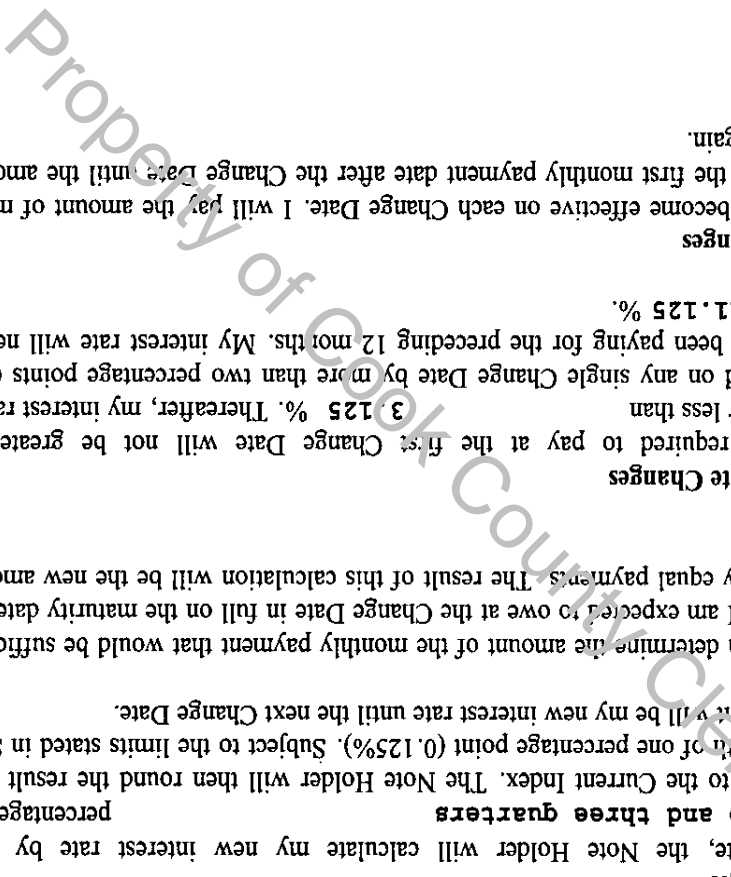 te, the Note Holder will calculate my new interest rate by
and three quarters percentage
to the Current Index. The Note Holder will then round the result
of one percentage point (0.125%). Subject to the limits stated in
will be my new interest rate until the next Change Date.
determine the amount of the monthly payment that would be suffic
I am expected to owe at the Change Date in full on the maturity date
y equal payments. The result of this calculation will be the new amo
te Changes
required to pay at the first Change Date will not be greate
less than 3.125 %. Thereafter, my interest ra
d on any single Change Date by more than two percentage points
been paying for the preceding 12 months. My interest rate will ne
1.125 %.
nges
become effective on each Change Date. I will pay the amount of m
the first monthly payment date after the Change Date until the amo
gain.
Property of Cook County Cler